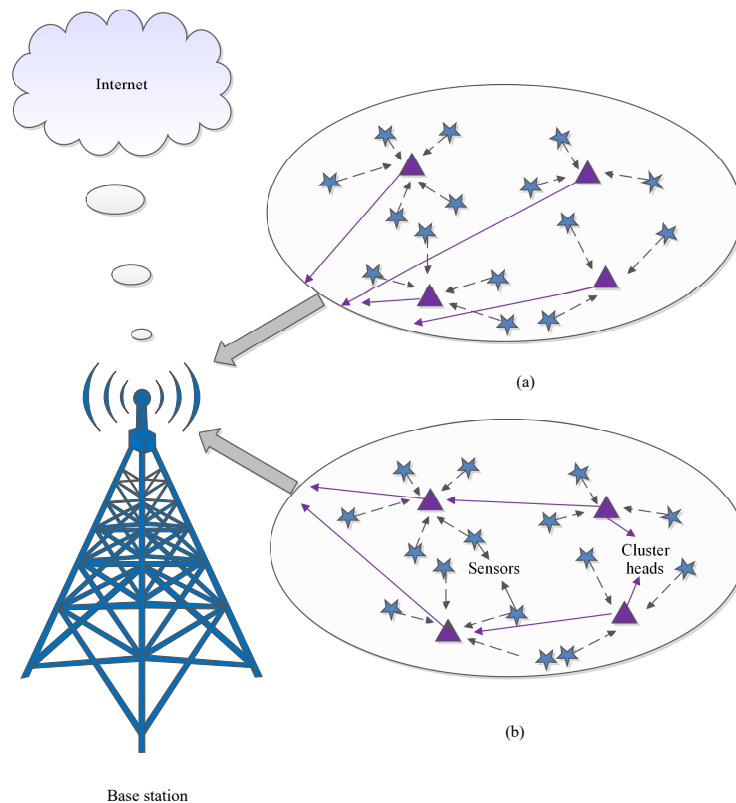 Internet
(a)
Sensors
Cluster
heads
(b)
Base station